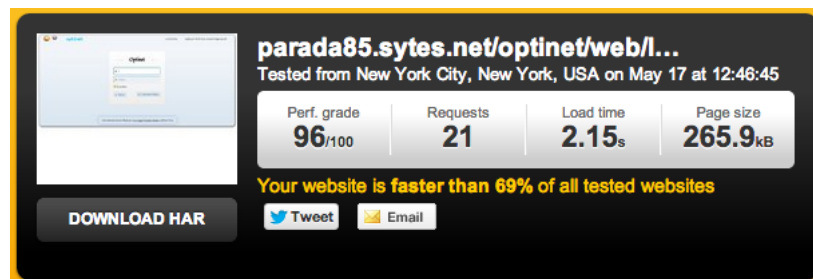 Optinet
parada85.sytes.net/optinet/web/l...
Tested from New York City, New York, USA on May 17 at 12:46:45
Perf. grade Requests Load time Page size
96/100 21 2.15s 265.9kB
Your website is faster than 69% of all tested websites
DOWNLOAD HAR Tweet Email